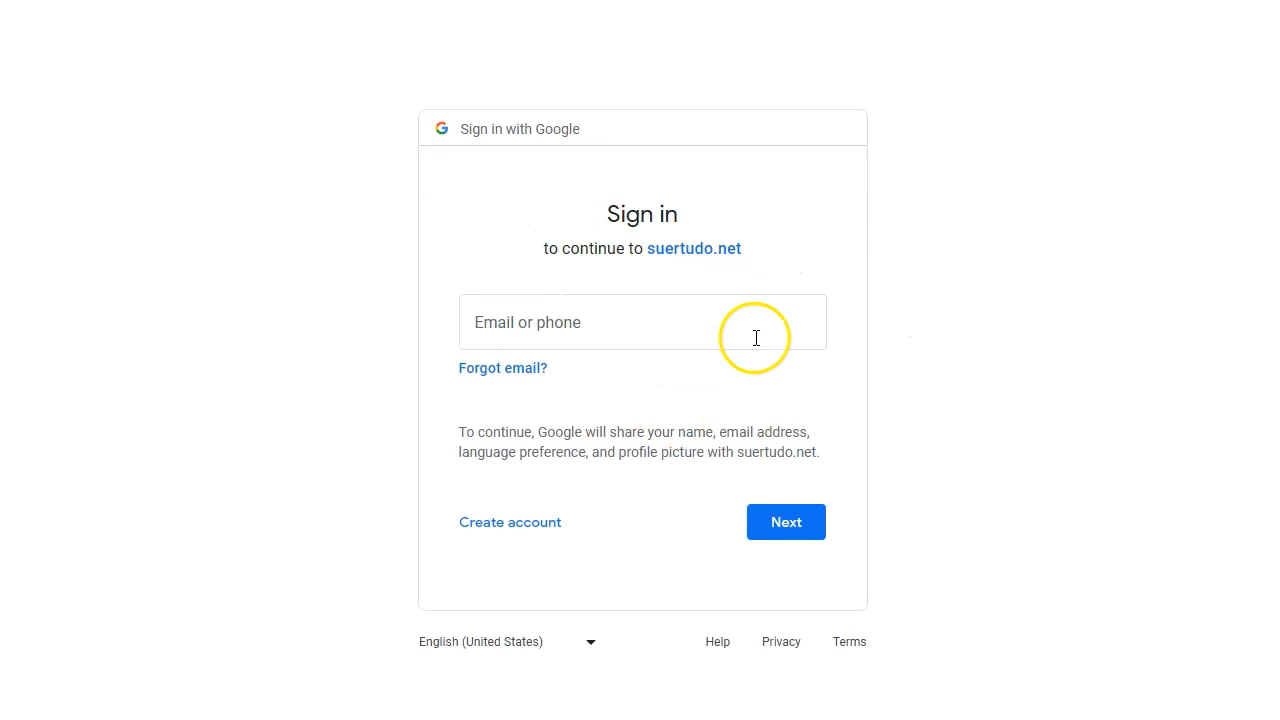 Sign in with Google
Sign in
to continue to suertudo.net
Email or phone
Forgot email?
To continue, Google will share your name, email address,
language preference, and profile picture with suertudo.net.
Create account
Next
English (United States)
Help
Privacy
Terms